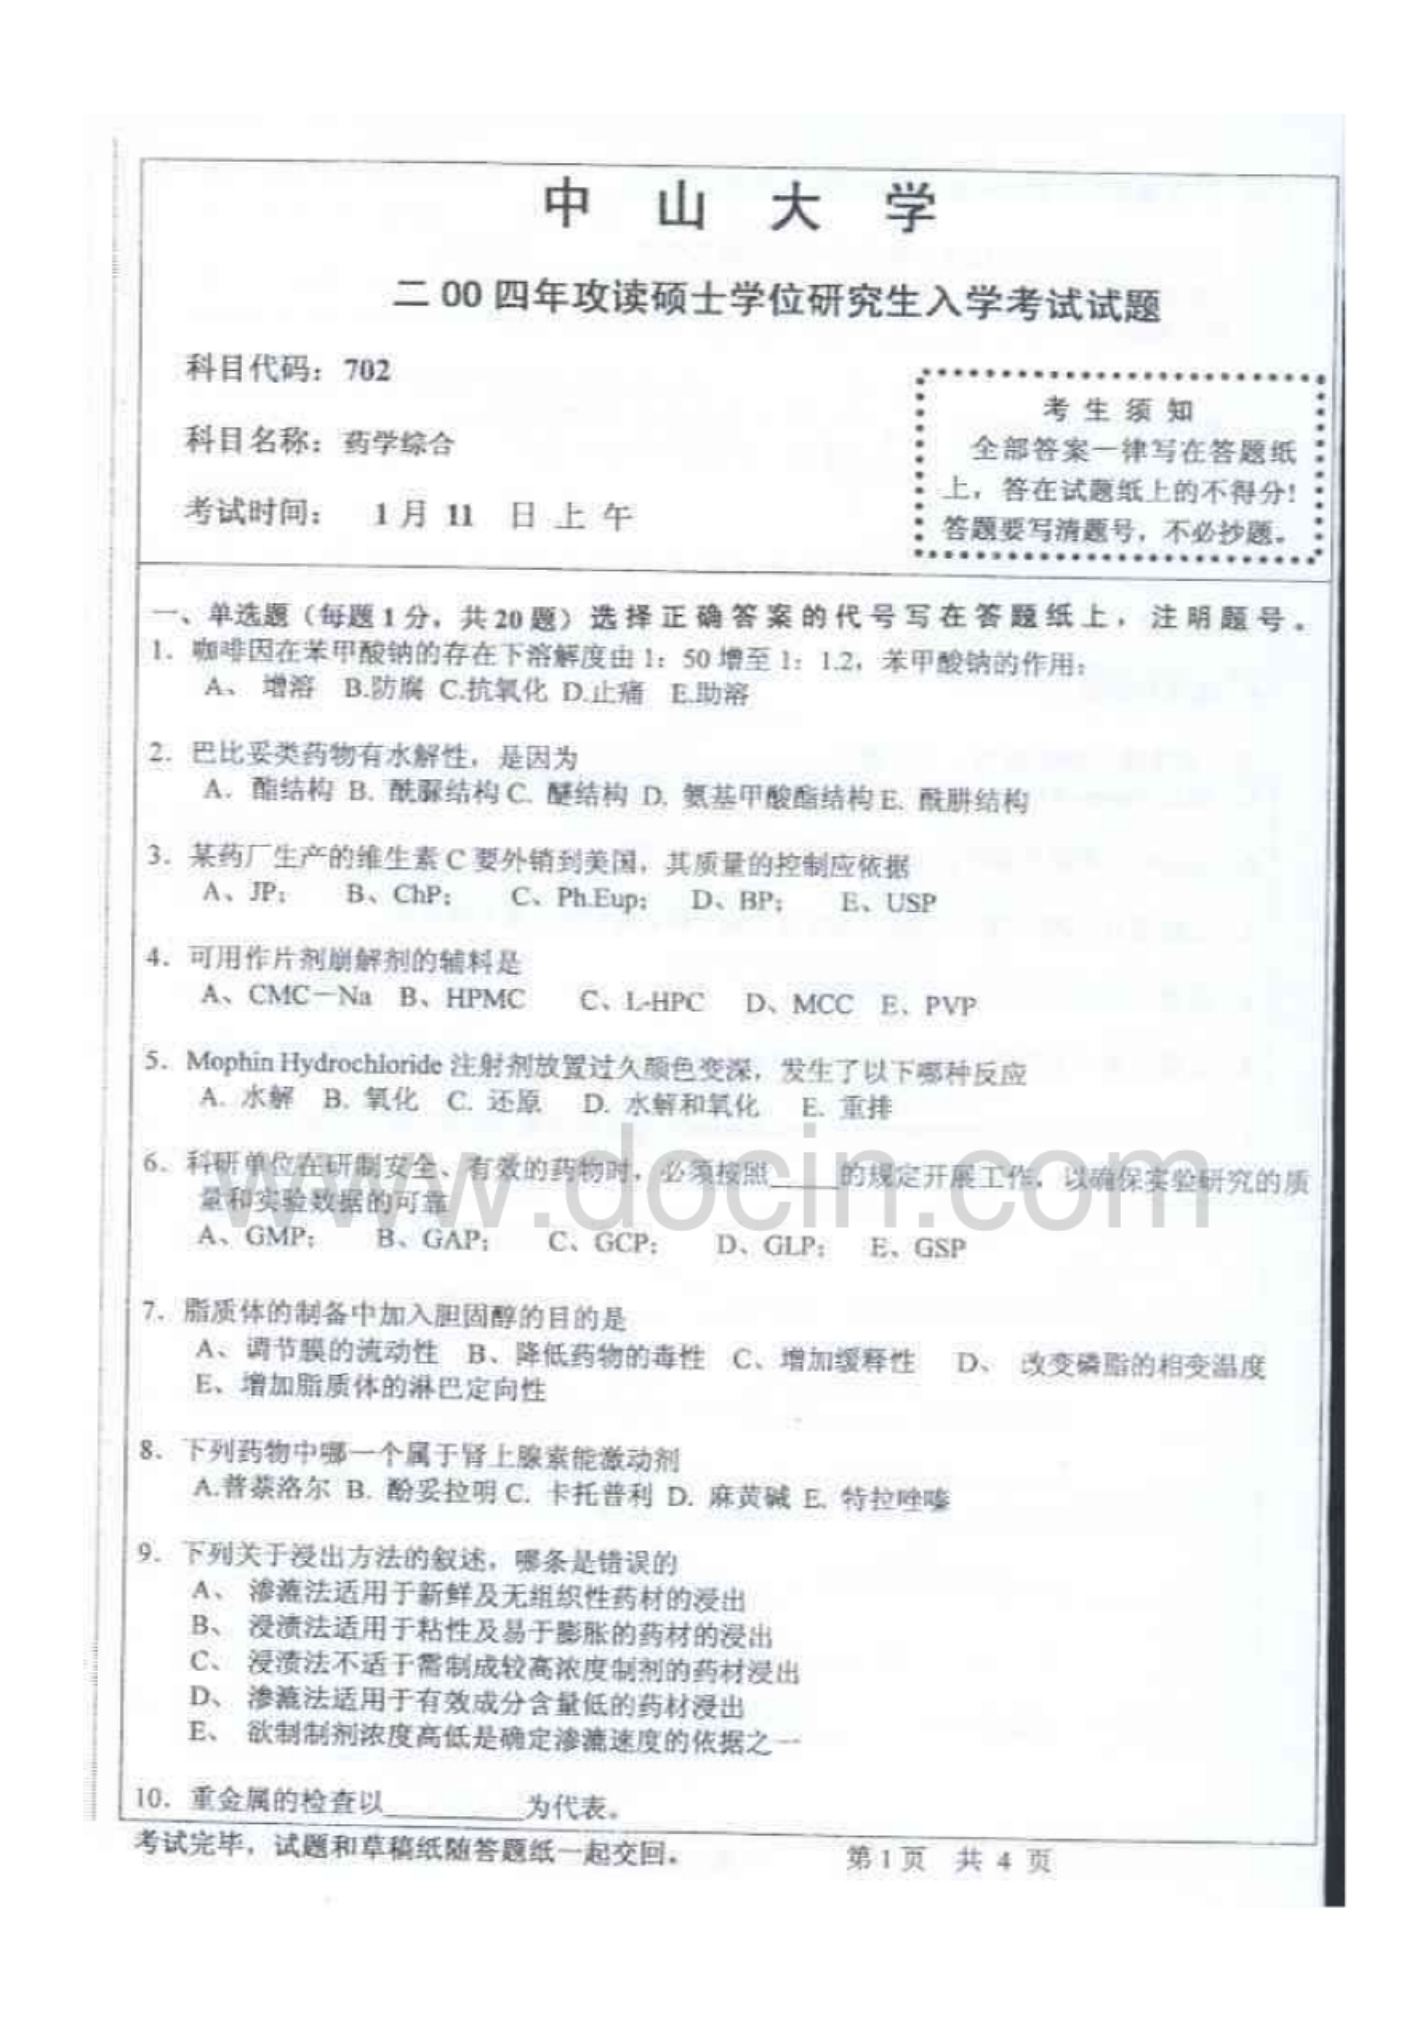 中 山 大 学
二 00 四年攻读硕士学位研究生入学考试试题
科目代码：702
科目名称：药学综合
考试时间： 1 月 11 日 上 午
考 生 须 知
全部答案一律写在答题纸
上，答在试题纸上的不得分！
答题要写清题号，不必抄题。
一、单选题（每题 1 分，共 20 题）选择正确答案的代号写在答题纸上，注明题号。
1. 咖啡因在苯甲酸钠的存在下溶解度由 1：50 增至 1：1.2，苯甲酸钠的作用：
A、 增溶 B.防腐 C.抗氧化 D.止痛 E.助溶
2. 巴比妥类药物有水解性，是因为
A. 酯结构 B. 酰脲结构 C. 醚结构 D. 氨基甲酸酯结构 E. 酰肼结构
3. 某药厂生产的维生素 C 要外销到美国，其质量的控制应依据
A、JP； B、ChP； C、Ph.Eup； D、BP； E、USP
4. 可用作片剂崩解剂的辅料是
A、CMC－Na B、HPMC C、L-HPC D、MCC E、PVP
5. Mophin Hydrochloride 注射剂放置过久颜色变深，发生了以下哪种反应
A. 水解 B. 氧化 C. 还原 D. 水解和氧化 E. 重排
6. 科研单位在研制安全、有效的药物时，必须按照_____的规定开展工作，以确保实验研究的质
量和实验数据的可靠
A、GMP； B、GAP； C、GCP； D、GLP； E、GSP
www.docin.com
7. 脂质体的制备中加入胆固醇的目的是
A、调节膜的流动性 B、降低药物的毒性 C、增加缓释性 D、 改变磷脂的相变温度
E、增加脂质体的淋巴定向性
8. 下列药物中哪一个属于肾上腺素能激动剂
A.普萘洛尔 B. 酚妥拉明 C. 卡托普利 D. 麻黄碱 E. 特拉唑嗪
9. 下列关于浸出方法的叙述，哪条是错误的
A、 渗漉法适用于新鲜及无组织性药材的浸出
B、 浸渍法适用于粘性及易于膨胀的药材的浸出
C、 浸渍法不适于需制成较高浓度制剂的药材浸出
D、 渗漉法适用于有效成分含量低的药材浸出
E、 欲制制剂浓度高低是确定渗漉速度的依据之一
10. 重金属的检查以__________为代表。
考试完毕，试题和草稿纸随答题纸一起交回。 第 1 页 共 4 页